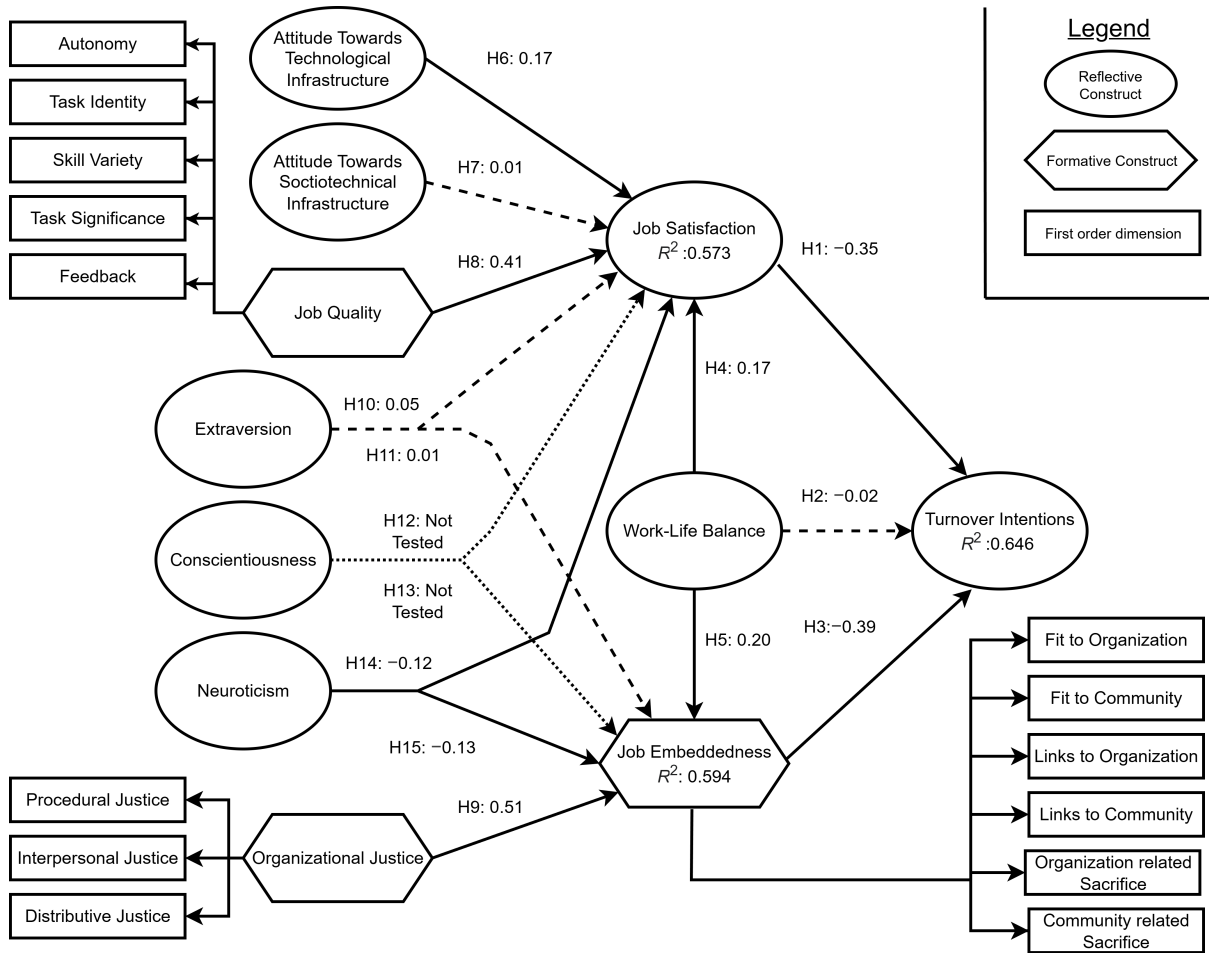 Autonomy
Task Identity
Skill Variety
Task Significance
Feedback
Attitude Towards
Technological
Infrastructure
Attitude Towards
Soctiotechnical
Infrastructure
Job Quality
Extraversion
Conscientiousness
Neuroticism
Procedural Justice
Interpersonal Justice
Distributive Justice
Organizational Justice
H6: 0.17
H7: 0.01
H8: 0.41
H10: 0.05
H11: 0.01
H12: Not
Tested
H13: Not
Tested
H14: −0.12
H15: −0.13
H9: 0.51
Job Satisfaction
R² :0.573
H4: 0.17
Work-Life Balance
H5: 0.20
Job Embeddedness
R²: 0.594
H1: −0.35
H2: −0.02
H3:−0.39
Turnover Intentions
R² :0.646
Legend
Reflective
Construct
Formative Construct
First order dimension
Fit to Organization
Fit to Community
Links to Organization
Links to Community
Organization related
Sacrifice
Community related
Sacrifice